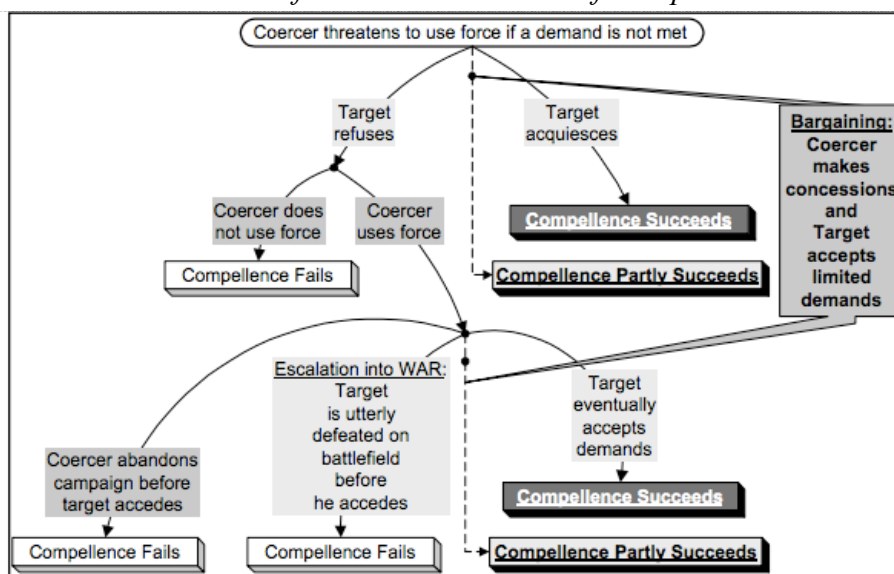 Coercer threatens to use force if a demand is not met
Target
refuses
Target
acquiesces
Bargaining:
Coercer
makes
concessions
and
Target
accepts
limited
demands
Coercer does
not use force
Coercer
uses force
Compellence Succeeds
Compellence Fails
Compellence Partly Succeeds
Escalation into WAR:
Target
is utterly
defeated on
battlefield
before
he accedes
Target
eventually
accepts
demands
Coercer abandons
campaign before
target accedes
Compellence Succeeds
Compellence Fails
Compellence Fails
Compellence Partly Succeeds